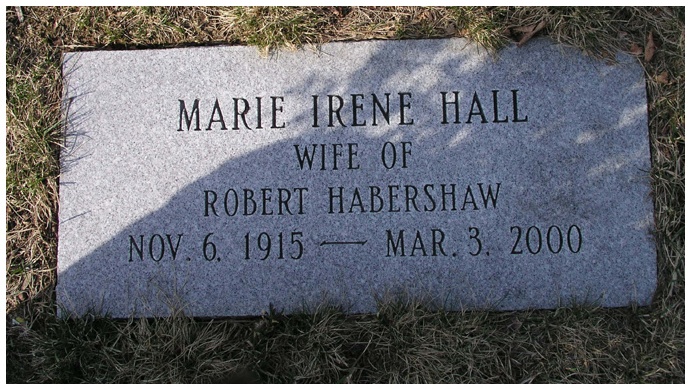 MARIE IRENE HALL
WIFE OF
ROBERT HABERSHAW
NOV. 6, 1915 — MAR. 3, 2000